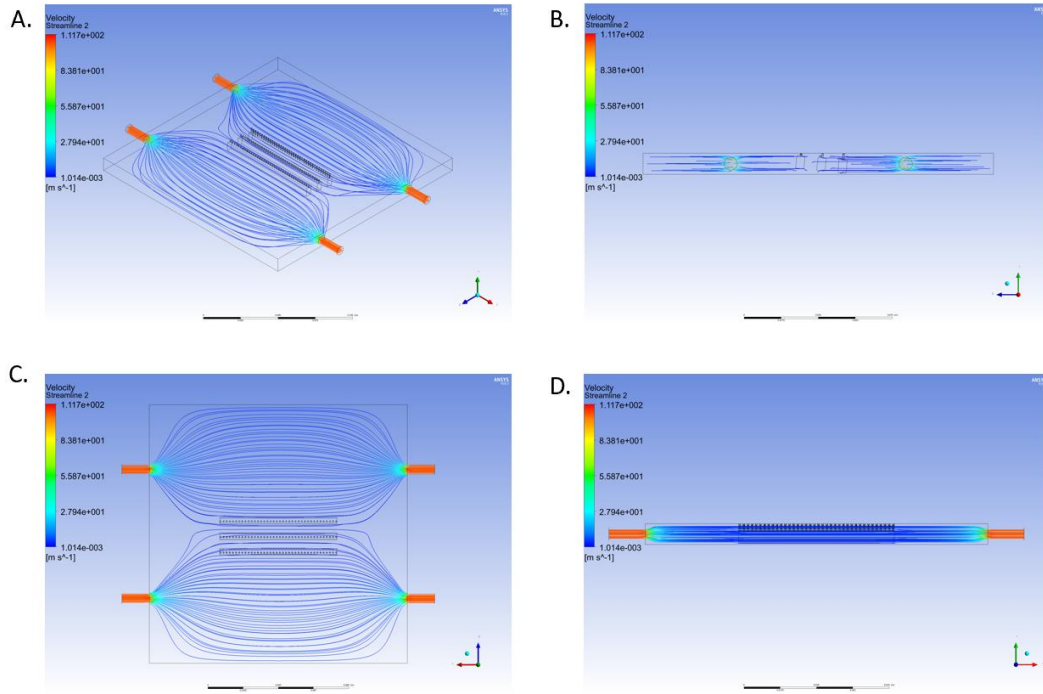 A.
Velocity
Streamline 2
1.117e+002
8.381e+001
5.587e+001
2.794e+001
1.014e-003
[m s^-1]
ANSYS
B.
Velocity
Streamline 2
1.117e+002
8.381e+001
5.587e+001
2.794e+001
1.014e-003
[m s^-1]
ANSYS
C.
Velocity
Streamline 2
1.117e+002
8.381e+001
5.587e+001
2.794e+001
1.014e-003
[m s^-1]
ANSYS
D.
Velocity
Streamline 2
1.117e+002
8.381e+001
5.587e+001
2.794e+001
1.014e-003
[m s^-1]
ANSYS